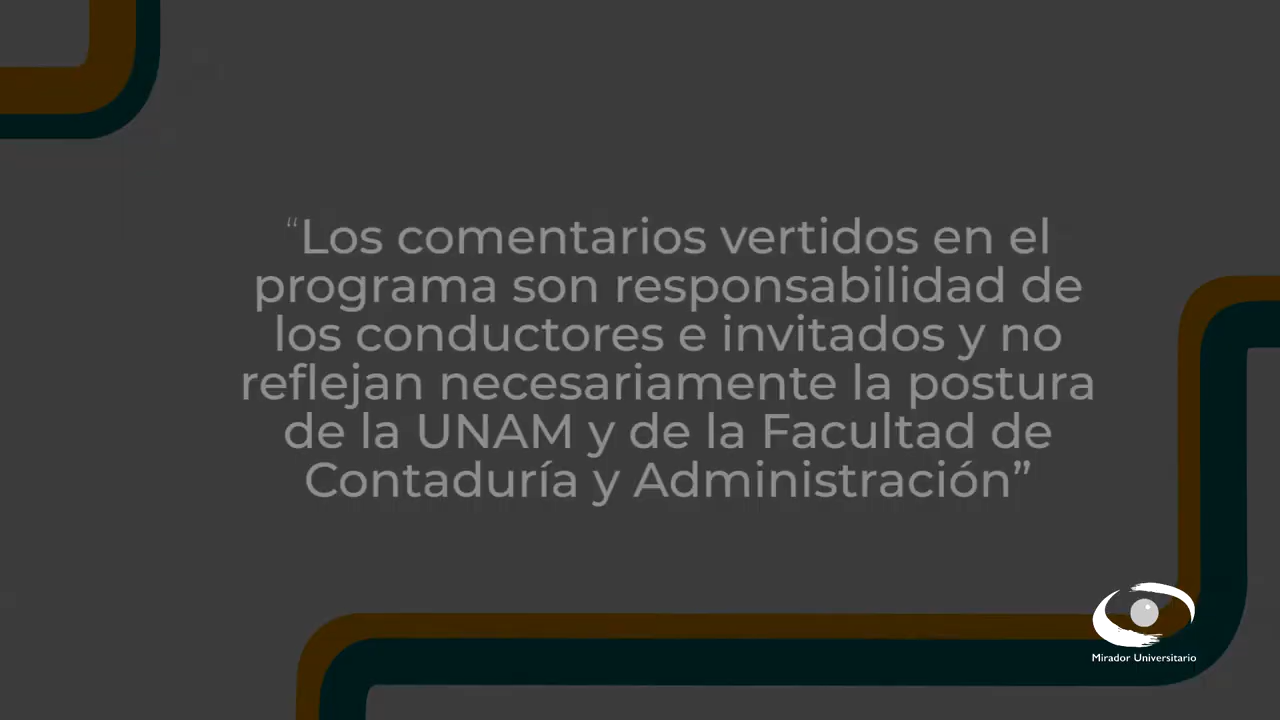 “Los comentarios vertidos en el
programa son responsabilidad de
los conductores e invitados y no
reflejan necesariamente la postura
de la UNAM y de la Facultad de
Contaduría y Administración”
Mirador Universitario